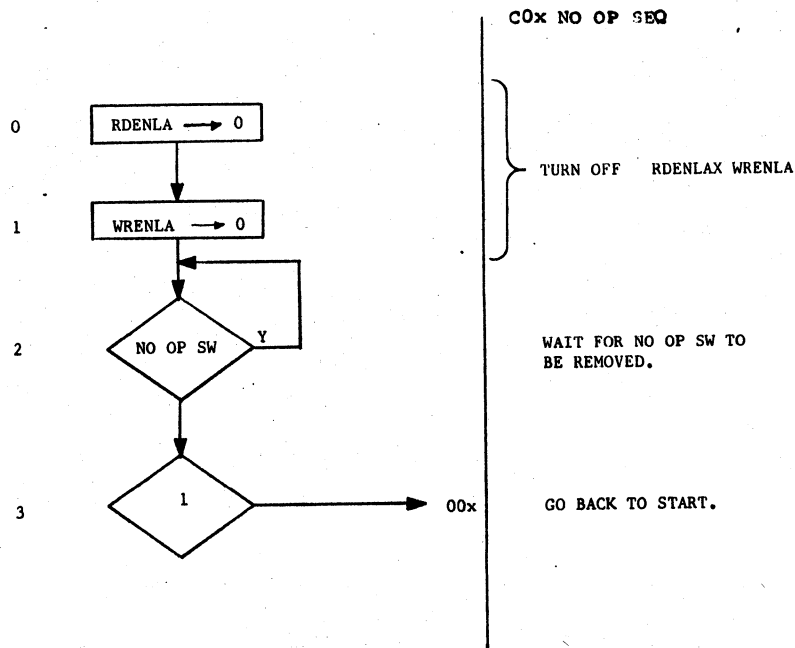 C0x NO OP SEQ
0
RDENLA → 0
TURN OFF RDENLAX WRENLA
1
WRENLA → 0
2
NO OP SW
Y
WAIT FOR NO OP SW TO
BE REMOVED.
3
1
00x
GO BACK TO START.